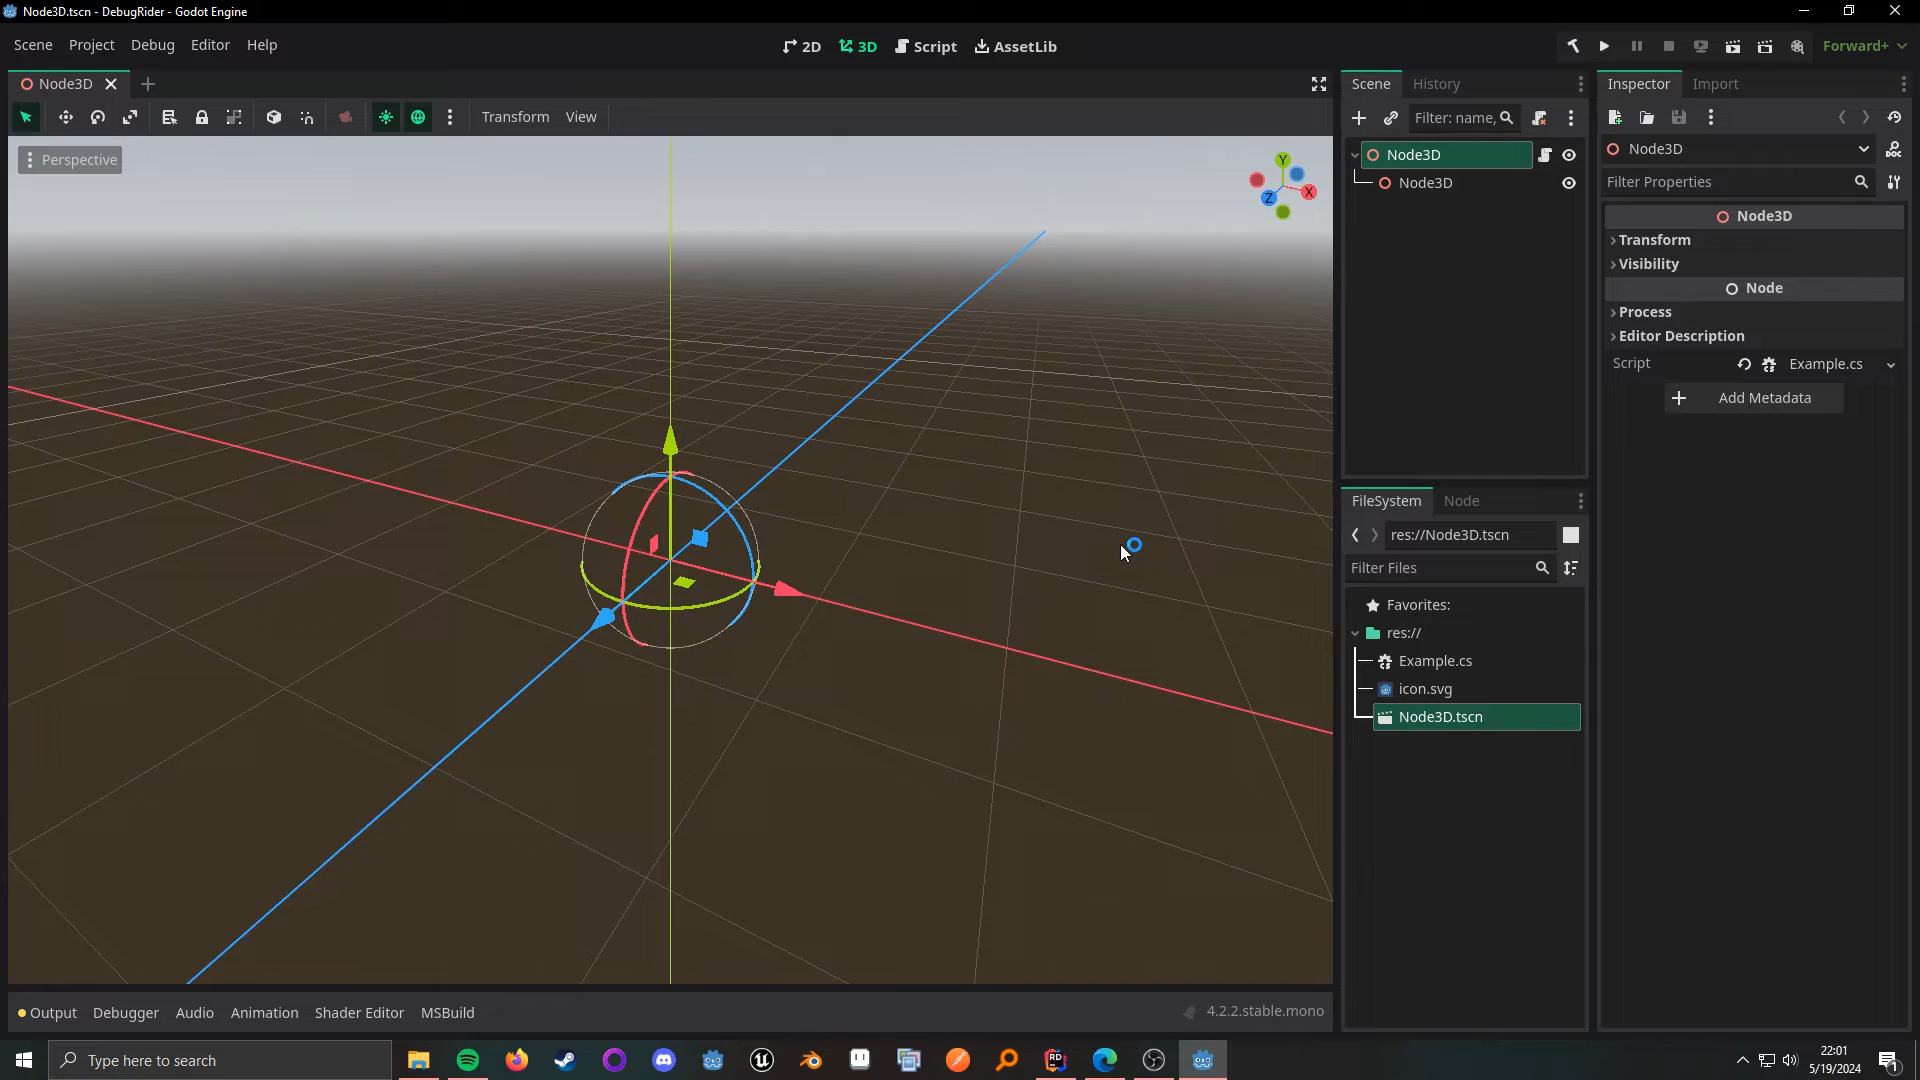 Node3D.tscn - DebugRider - Godot Engine
Scene Project Debug Editor Help
2D 3D Script AssetLib
Forward+
Node3D
Transform View
Perspective
Y
X
Z
Scene History
Filter: name,
Node3D
Node3D
Inspector Import
Node3D
DOC
Filter Properties
Node3D
Transform
Visibility
Node
Process
Editor Description
Script Example.cs
Add Metadata
FileSystem Node
res://Node3D.tscn
Filter Files
Favorites:
res://
Example.cs
icon.svg
Node3D.tscn
Output Debugger Audio Animation Shader Editor MSBuild
4.2.2.stable.mono
Type here to search
RD
22:01
5/19/2024
1